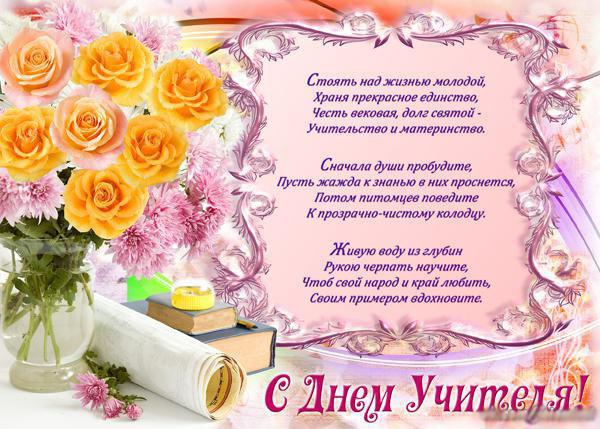 Стоять над жизнью молодой,
Храня прекрасное единство,
Честь вековая, долг святой -
Учительство и материнство.
Сначала души пробудите,
Пусть жажда к знанью в них проснется,
Потом питомцев поведите
К прозрачно-чистому колодцу.
Живую воду из глубин
Рукою черпать научите,
Чтоб свой народ и край любить,
Своим примером вдохновите.
С Днем Учителя!